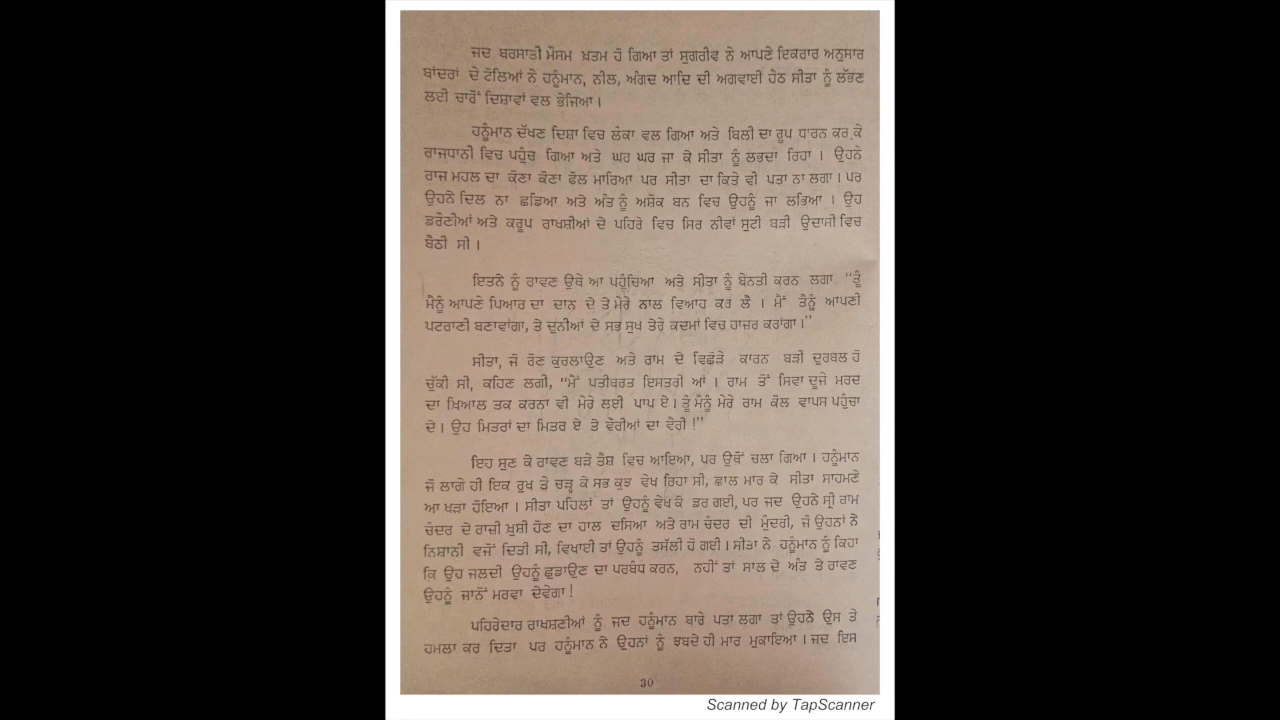 ਜਦ ਬਰਸਾਤੀ ਮੌਸਮ ਖ਼ਤਮ ਹੋ ਗਿਆ ਤਾਂ ਸੁਗਰੀਵ ਨੇ ਆਪਣੇ ਇਕਰਾਰ ਅਨੁਸਾਰ
ਬਾਂਦਰਾਂ ਦੇ ਟੋਲਿਆਂ ਨੇ ਹਨੂੰਮਾਨ, ਨੀਲ, ਅੰਗਦ ਆਦਿ ਦੀ ਅਗਵਾਈ ਹੇਠ ਸੀਤਾ ਨੂੰ ਲੱਭਣ
ਲਈ ਚਾਰੋਂ ਦਿਸ਼ਾਵਾਂ ਵਲ ਭੇਜਿਆ ।
ਹਨੂੰਮਾਨ ਦੱਖਣ ਦਿਸ਼ਾ ਵਿਚ ਲੰਕਾ ਵਲ ਗਿਆ ਅਤੇ ਬਿਲੀ ਦਾ ਰੂਪ ਧਾਰਨ ਕਰ ਕੇ
ਰਾਜਧਾਨੀ ਵਿਚ ਪਹੁੰਚ ਗਿਆ ਅਤੇ ਘਰ ਘਰ ਜਾ ਕੇ ਸੀਤਾ ਨੂੰ ਲਭਦਾ ਰਿਹਾ । ਉਹਨੇ
ਰਾਜ ਮਹਲ ਦਾ ਕੋਣਾ ਕੋਣਾ ਫੋਲ ਮਾਰਿਆ ਪਰ ਸੀਤਾ ਦਾ ਕਿਤੇ ਵੀ ਪਤਾ ਨਾ ਲਗਾ । ਪਰ
ਉਹਨੇ ਦਿਲ ਨਾ ਛਡਿਆ ਅਤੇ ਅੰਤ ਨੂੰ ਅਸ਼ੋਕ ਬਨ ਵਿਚ ਉਹਨੂੰ ਜਾ ਲਭਿਆ । ਉਹ
ਡਰੌਣੀਆਂ ਅਤੇ ਕਰੂਪ ਰਾਖਸ਼ੀਆਂ ਦੇ ਪਹਿਰੇ ਵਿਚ ਸਿਰ ਨੀਵਾਂ ਸੁਟੀ ਬੜੀ ਉਦਾਸੀ ਵਿਚ
ਬੈਠੀ ਸੀ ।
ਇਤਨੇ ਨੂੰ ਰਾਵਣ ਉਥੇ ਆ ਪਹੁੰਚਿਆ ਅਤੇ ਸੀਤਾ ਨੂੰ ਬੇਨਤੀ ਕਰਨ ਲਗਾ. "ਤੂੰ
ਮੈਨੂੰ ਆਪਣੇ ਪਿਆਰ ਦਾ ਦਾਨ ਦੇ ਤੇ ਮੇਰੇ ਨਾਲ ਵਿਆਹ ਕਰ ਲੈ । ਮੈਂ ਤੈਨੂੰ ਆਪਣੀ
ਪਟਰਾਣੀ ਬਣਾਵਾਂਗਾ, ਤੇ ਦੁਨੀਆਂ ਦੇ ਸਭ ਸੁਖ ਤੇਰੇ ਕਦਮਾਂ ਵਿਚ ਹਾਜ਼ਰ ਕਰਾਂਗਾ ।"
ਸੀਤਾ, ਜੋ ਰੋਣ ਕੁਰਲਾਉਣ ਅਤੇ ਰਾਮ ਦੇ ਵਿਛੋੜੇ ਕਾਰਨ ਬੜੀ ਦੁਰਬਲ ਹੋ
ਚੁੱਕੀ ਸੀ, ਕਹਿਣ ਲਗੀ, "ਮੈਂ ਪਤੀਬਰਤ ਇਸਤਰੀ ਆਂ । ਰਾਮ ਤੋਂ ਸਿਵਾ ਦੂਜੇ ਮਰਦ
ਦਾ ਖ਼ਿਆਲ ਤਕ ਕਰਨਾ ਵੀ ਮੇਰੇ ਲਈ ਪਾਪ ਏ । ਤੂੰ ਮੈਨੂੰ ਮੇਰੇ ਰਾਮ ਕੋਲ ਵਾਪਸ ਪਹੁੰਚਾ
ਦੇ । ਉਹ ਮਿਤਰਾਂ ਦਾ ਮਿਤਰ ਏ ਤੇ ਵੈਰੀਆਂ ਦਾ ਵੈਰੀ !"
ਇਹ ਸੁਣ ਕੇ ਰਾਵਣ ਬੜੇ ਤੈਸ਼ ਵਿਚ ਆਇਆ, ਪਰ ਉਥੋਂ ਚਲਾ ਗਿਆ । ਹਨੂੰਮਾਨ
ਜੋ ਲਾਗੇ ਹੀ ਇਕ ਰੁਖ ਤੇ ਚੜ੍ਹ ਕੇ ਸਭ ਕੁਝ ਵੇਖ ਰਿਹਾ ਸੀ, ਛਾਲ ਮਾਰ ਕੇ ਸੀਤਾ ਸਾਹਮਣੇ
ਆ ਖੜਾ ਹੋਇਆ । ਸੀਤਾ ਪਹਿਲਾਂ ਤਾਂ ਉਹਨੂੰ ਵੇਖ ਕੇ ਡਰ ਗਈ, ਪਰ ਜਦ ਉਹਨੇ ਸ੍ਰੀ ਰਾਮ
ਚੰਦਰ ਦੇ ਰਾਜ਼ੀ ਖ਼ੁਸ਼ੀ ਹੋਣ ਦਾ ਹਾਲ ਦਸਿਆ ਅਤੇ ਰਾਮ ਚੰਦਰ ਦੀ ਮੁੰਦਰੀ, ਜੋ ਉਹਨਾਂ ਨੇ
ਨਿਸ਼ਾਨੀ ਵਜੋਂ ਦਿਤੀ ਸੀ, ਵਿਖਾਈ ਤਾਂ ਉਹਨੂੰ ਤਸੱਲੀ ਹੋ ਗਈ । ਸੀਤਾ ਨੇ ਹਨੂੰਮਾਨ ਨੂੰ ਕਿਹਾ
ਕਿ ਉਹ ਜਲਦੀ ਉਹਨੂੰ ਛੁਡਾਉਣ ਦਾ ਪਰਬੰਧ ਕਰਨ, ਨਹੀਂ ਤਾਂ ਸਾਲ ਦੇ ਅੰਤ ਤੇ ਰਾਵਣ
ਉਹਨੂੰ ਜਾਨੋਂ ਮਰਵਾ ਦੇਵੇਗਾ !
ਪਹਿਰੇਦਾਰ ਰਾਖਸ਼ਣੀਆਂ ਨੂੰ ਜਦ ਹਨੂੰਮਾਨ ਬਾਰੇ ਪਤਾ ਲਗਾ ਤਾਂ ਉਹਨੇ ਉਸ ਤੇ
ਹਮਲਾ ਕਰ ਦਿਤਾ ਪਰ ਹਨੂੰਮਾਨ ਨੇ ਉਹਨਾਂ ਨੂੰ ਝਬਦੇ ਹੀ ਮਾਰ ਮੁਕਾਇਆ । ਜਦ ਇਸ
30
Scanned by TapScanner